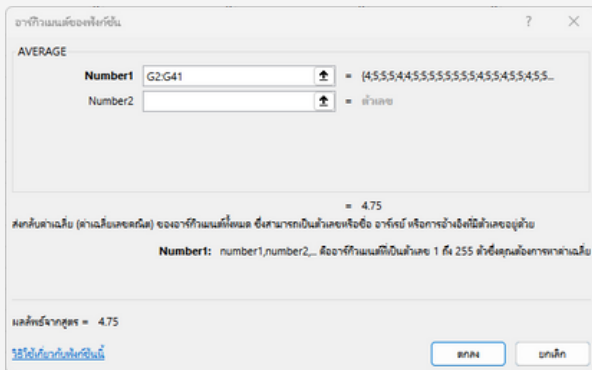 อาร์กิวเมนต์ของฟังก์ชัน ? ×
AVERAGE
Number1 G2:G41 = {4;5;5;5;4;4;5;5;5;5;5;5;5;5;5;4;5;5;4;5;5;4;5;5...
Number2 = ตัวเลข
= 4.75
ส่งกลับค่าเฉลี่ย (ค่าเฉลี่ยเลขคณิต) ของอาร์กิวเมนต์ทั้งหมด ซึ่งสามารถเป็นตัวเลขหรือชื่อ อาร์เรย์ หรือการอ้างอิงที่มีตัวเลขอยู่ด้วย
Number1: number1,number2,... คืออาร์กิวเมนต์ที่เป็นตัวเลข 1 ถึง 255 ตัวซึ่งคุณต้องการหาค่าเฉลี่ย
ผลลัพธ์จากสูตร = 4.75
วิธีใช้เกี่ยวกับฟังก์ชันนี้ ตกลง ยกเลิก